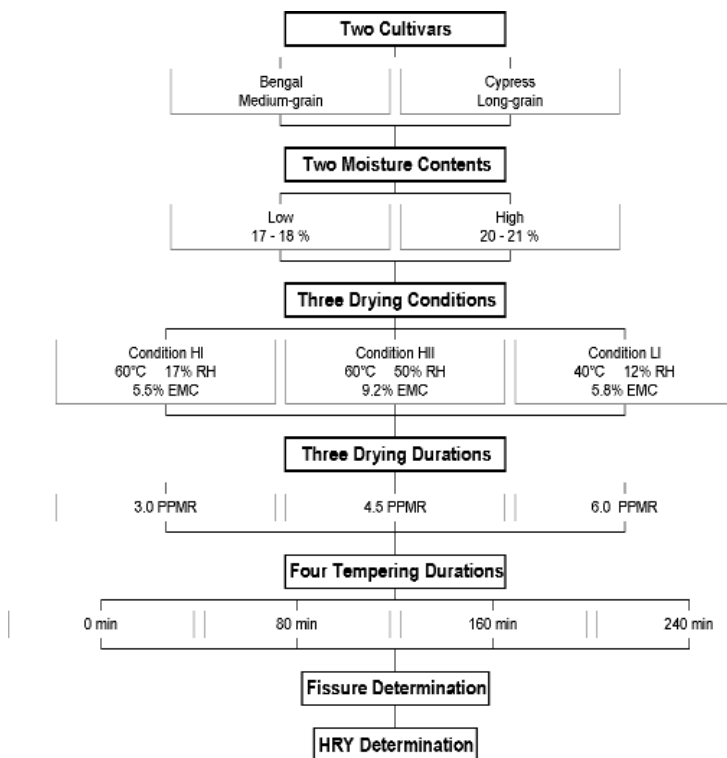 Two Cultivars
Bengal
Medium-grain
Cypress
Long-grain
Two Moisture Contents
Low
17 - 18 %
High
20 - 21 %
Three Drying Conditions
Condition HI
60°C 17% RH
5.5% EMC
Condition HII
60°C 50% RH
9.2% EMC
Condition LI
40°C 12% RH
5.8% EMC
Three Drying Durations
3.0 PPMR
4.5 PPMR
6.0 PPMR
Four Tempering Durations
0 min
80 min
160 min
240 min
Fissure Determination
HRY Determination